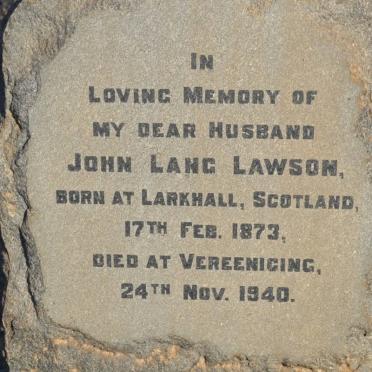 IN
LOVING MEMORY OF
MY DEAR HUSBAND
JOHN LANG LAWSON,
BORN AT LARKHALL, SCOTLAND,
17TH FEB. 1873,
DIED AT VEREENIGING,
24TH NOV. 1940.